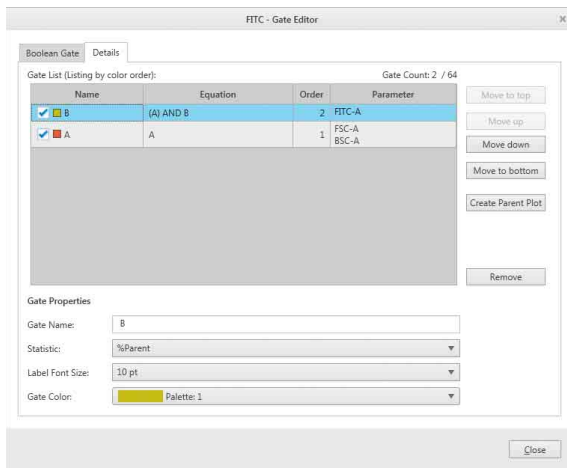 FITC - Gate Editor
Boolean Gate Details
Gate List (Listing by color order): Gate Count: 2 / 64
Name Equation Order Parameter
B (A) AND B 2 FITC-A
A A 1 FSC-A
BSC-A
Move to top
Move up
Move down
Move to bottom
Create Parent Plot
Remove
Gate Properties
Gate Name: B
Statistic: %Parent
Label Font Size: 10 pt
Gate Color: Palette: 1
Close